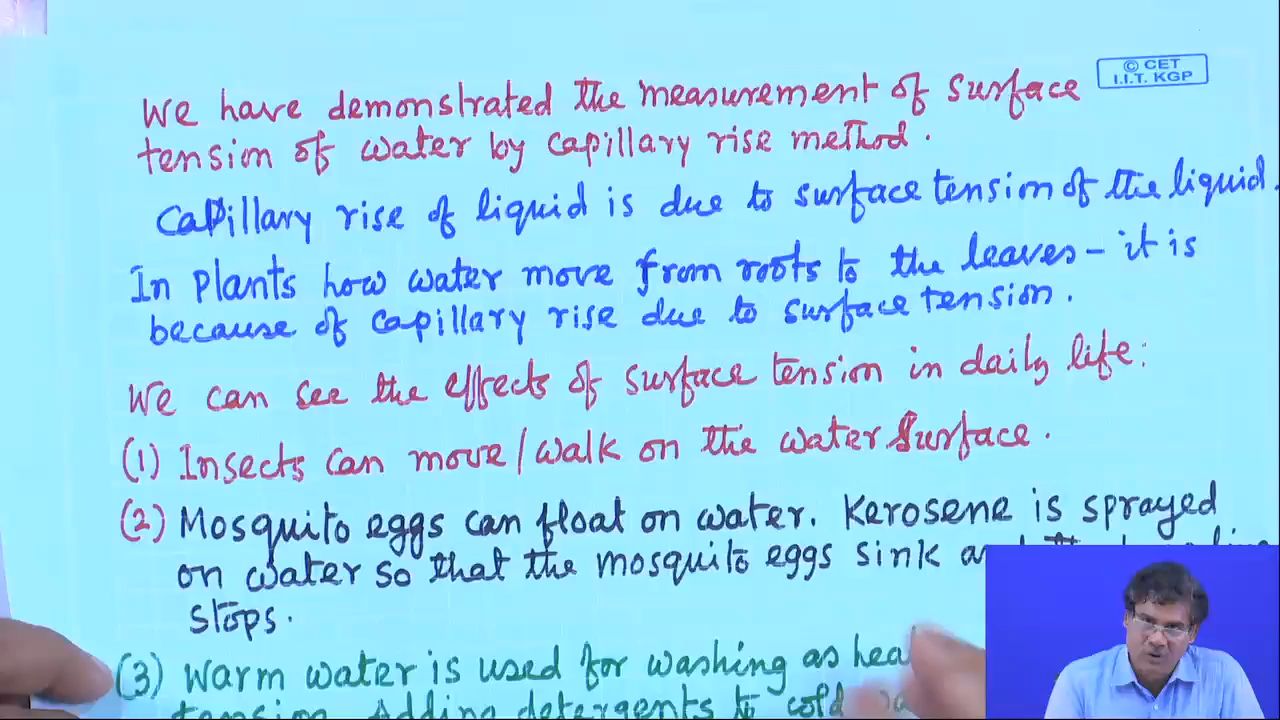 © CET
I.I.T. KGP
We have demonstrated the measurement of surface
tension of water by capillary rise method.
Capillary rise of liquid is due to surface tension of the liquid.
In plants how water move from roots to the leaves - it is
because of capillary rise due to surface tension.
We can see the effects of surface tension in daily life:
(1) Insects can move/walk on the water surface.
(2) Mosquito eggs can float on water. Kerosene is sprayed
on water so that the mosquito eggs sink
stops.
(3) Warm water is used for washing as
tension. Adding detergents to cold